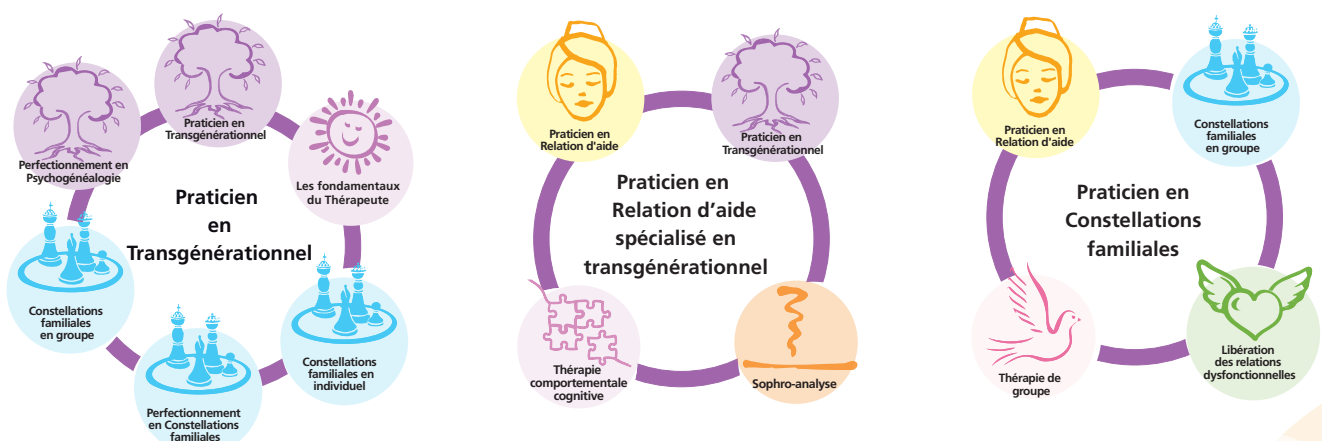 Praticien en
Transgénérationnel
Perfectionnement en
Psychogénéalogie
Les fondamentaux
du Thérapeute
Praticien
en
Transgénérationnel
Constellations
familiales
en groupe
Constellations
familiales en
individuel
Perfectionnement
en Constellations
familiales
Praticien en
Relation d'aide
Praticien en
Transgénérationnel
Praticien en
Relation d’aide
spécialisé en
transgénérationnel
Thérapie
comportementale
cognitive
Sophro-analyse
Praticien en
Relation d'aide
Constellations
familiales
en groupe
Praticien en
Constellations
familiales
Thérapie de
groupe
Libération
des relations
dysfonctionnelles